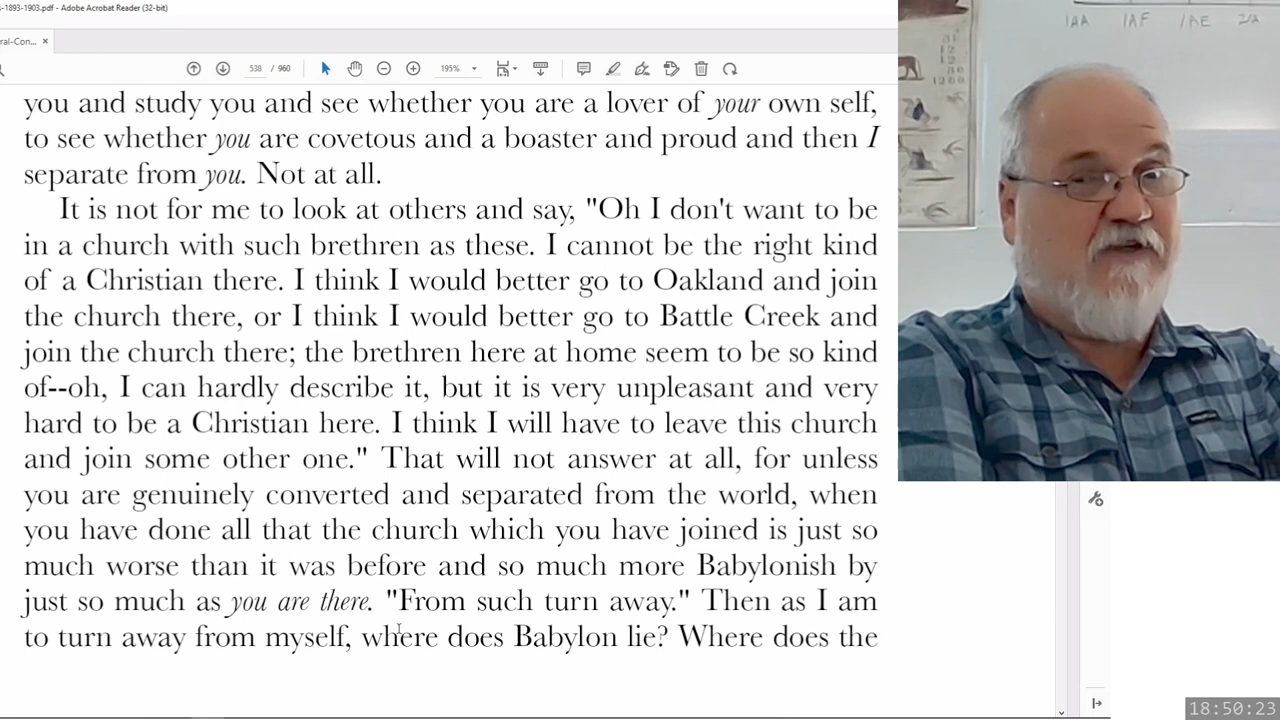 s-1893-1903.pdf - Adobe Acrobat Reader (32-bit)
ral-Con... ×
538 / 960
195%
you and study you and see whether you are a lover of your own self,
to see whether you are covetous and a boaster and proud and then I
separate from you. Not at all.
It is not for me to look at others and say, "Oh I don't want to be
in a church with such brethren as these. I cannot be the right kind
of a Christian there. I think I would better go to Oakland and join
the church there, or I think I would better go to Battle Creek and
join the church there; the brethren here at home seem to be so kind
of--oh, I can hardly describe it, but it is very unpleasant and very
hard to be a Christian here. I think I will have to leave this church
and join some other one." That will not answer at all, for unless
you are genuinely converted and separated from the world, when
you have done all that the church which you have joined is just so
much worse than it was before and so much more Babylonish by
just so much as you are there. "From such turn away." Then as I am
to turn away from myself, where does Babylon lie? Where does the
1AA 1AF 1AE
1260
18:50:23